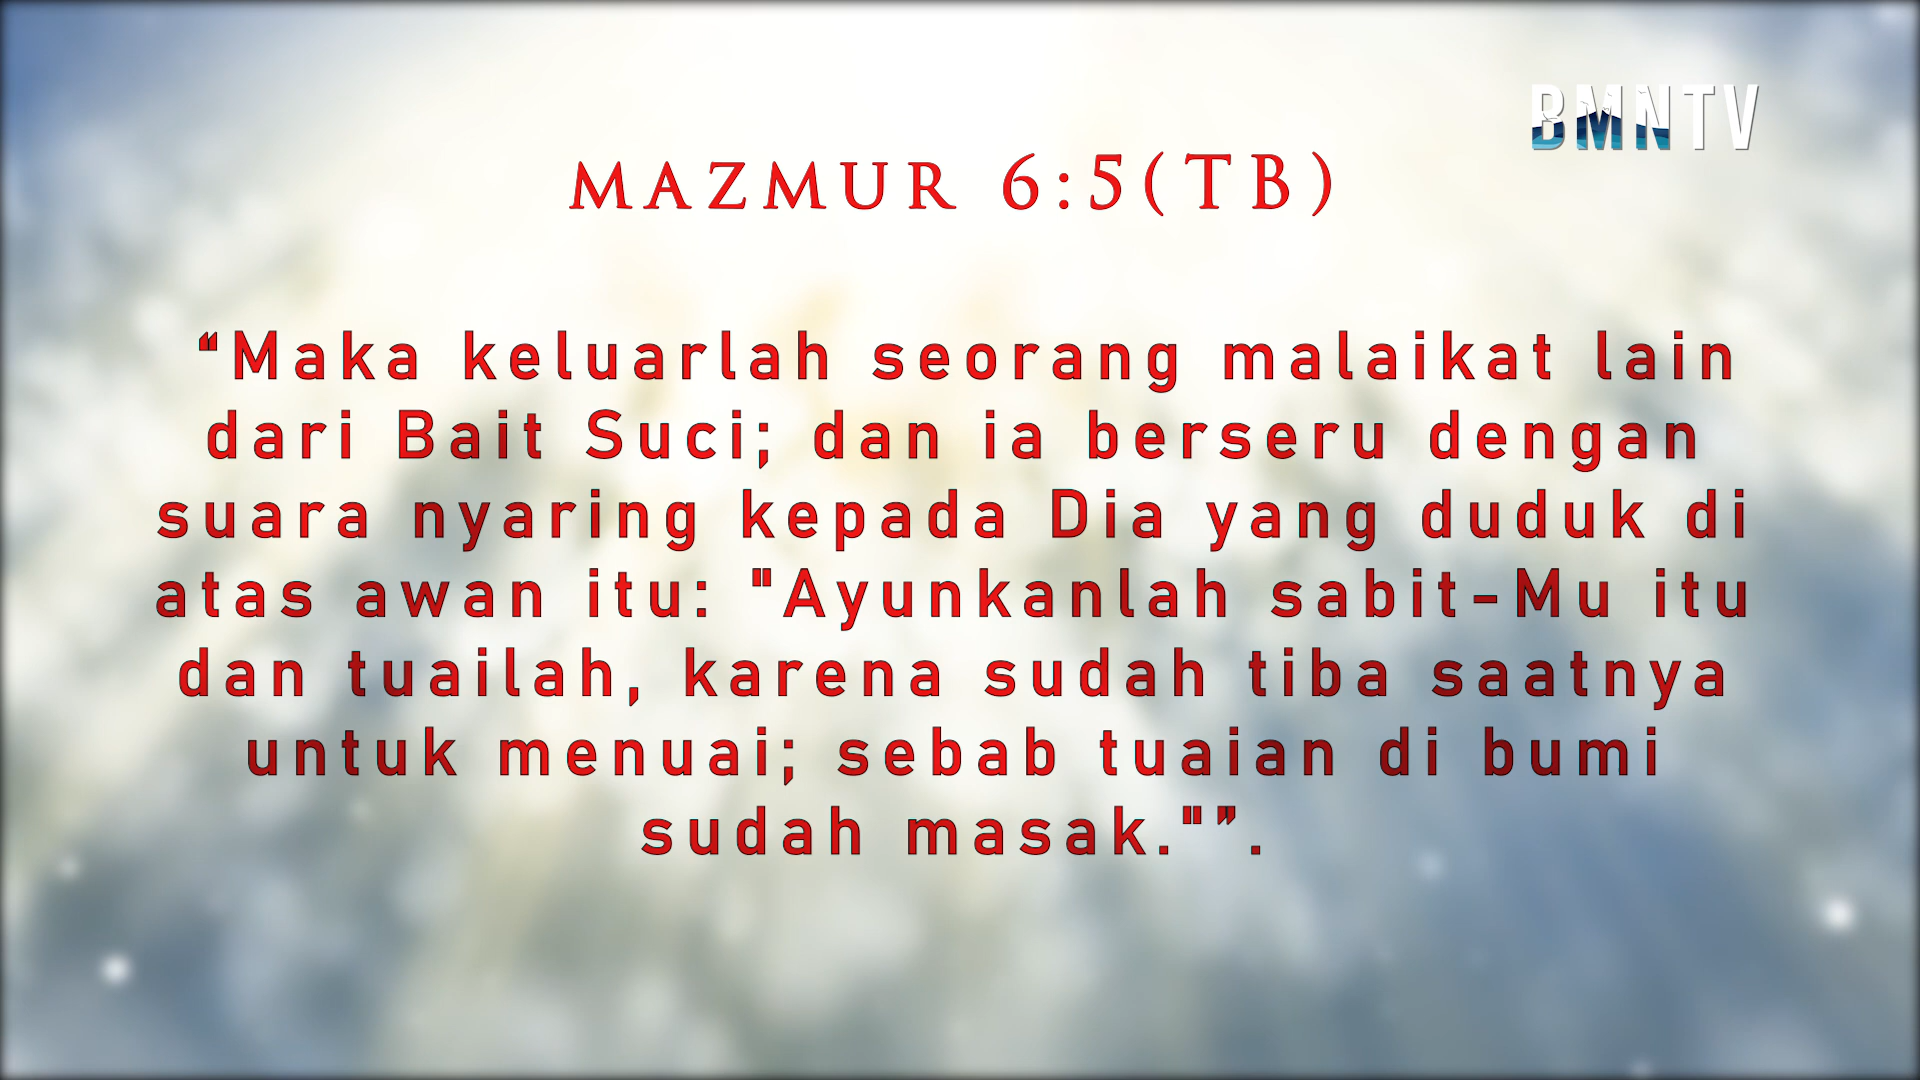 BMNTV
MAZMUR 6:5(TB)
“Maka keluarlah seorang malaikat lain
dari Bait Suci; dan ia berseru dengan
suara nyaring kepada Dia yang duduk di
atas awan itu: "Ayunkanlah sabit-Mu itu
dan tuailah, karena sudah tiba saatnya
untuk menuai; sebab tuaian di bumi
sudah masak."”.